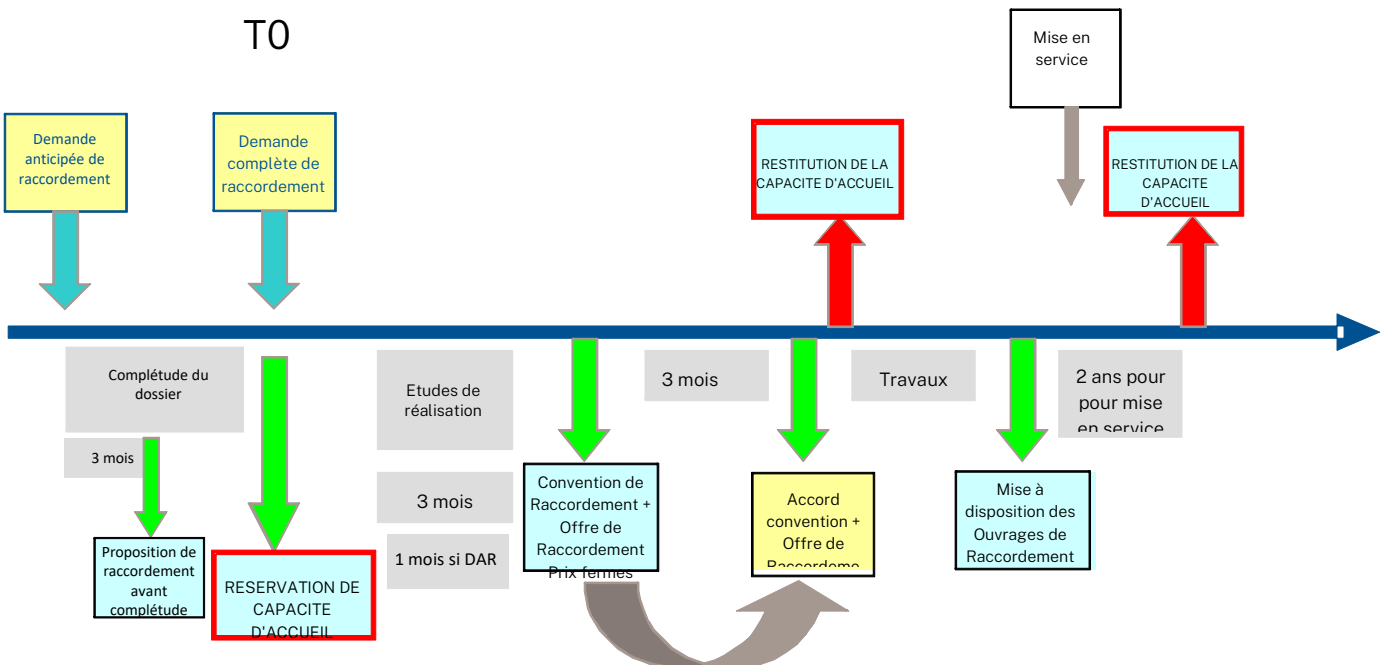 T0
Mise en
service
Demande
anticipée de
raccordement
Demande
complète de
raccordement
RESTITUTION DE LA
CAPACITE D'ACCUEIL
RESTITUTION DE LA
CAPACITE
D'ACCUEIL
Complétude du
dossier
3 mois
Etudes de
réalisation
3 mois
1 mois si DAR
3 mois
Travaux
2 ans pour
pour mise
en service
Proposition de
raccordement
avant
complétude
RESERVATION DE
CAPACITE
D'ACCUEIL
Convention de
Raccordement +
Offre de
Raccordement
Prix fermes
Accord
convention +
Offre de
Raccordeme
Mise à
disposition des
Ouvrages de
Raccordement